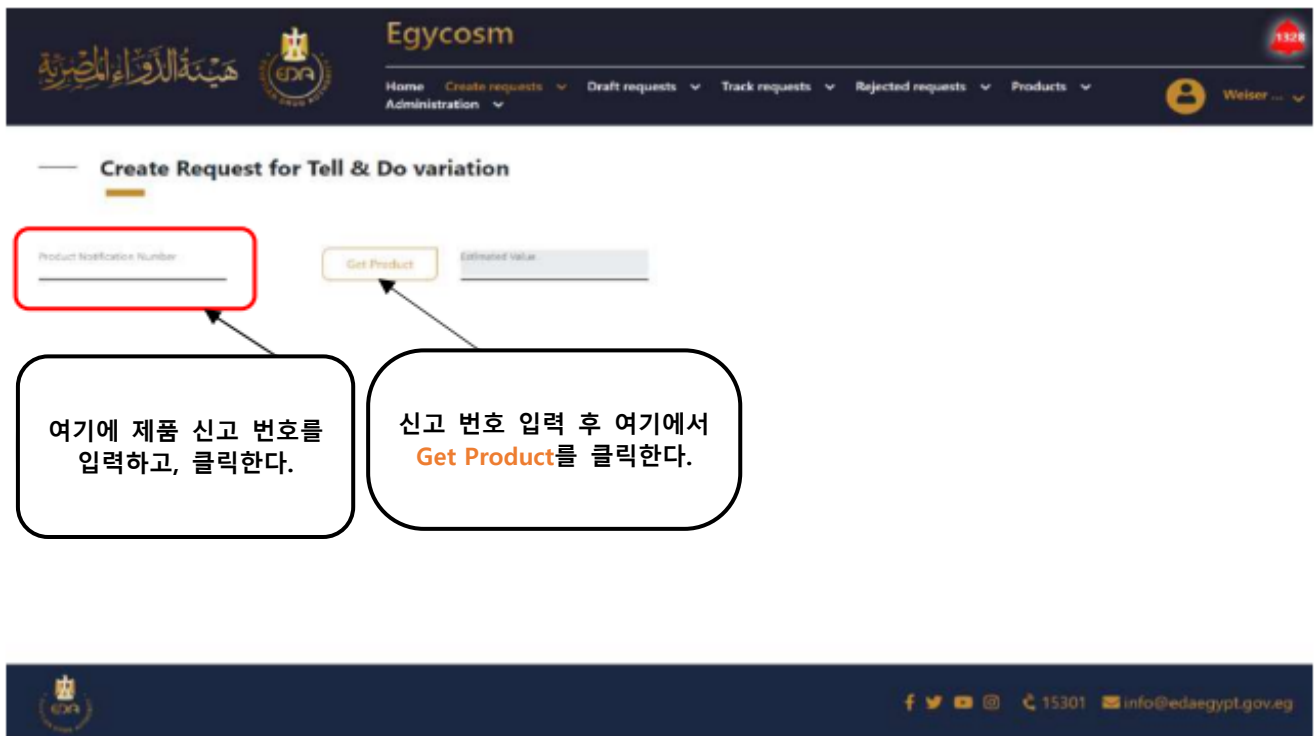 Egycosm
1328
هيئة الدواء المصرية
EDA
Home Create requests Draft requests Track requests Rejected requests Products
Administration
Weiser ...
Create Request for Tell & Do variation
Product Notification Number
Get Product
Estimated Value
여기에 제품 신고 번호를
입력하고, 클릭한다.
신고 번호 입력 후 여기에서
Get Product를 클릭한다.
EDA
15301 info@edaegypt.gov.eg